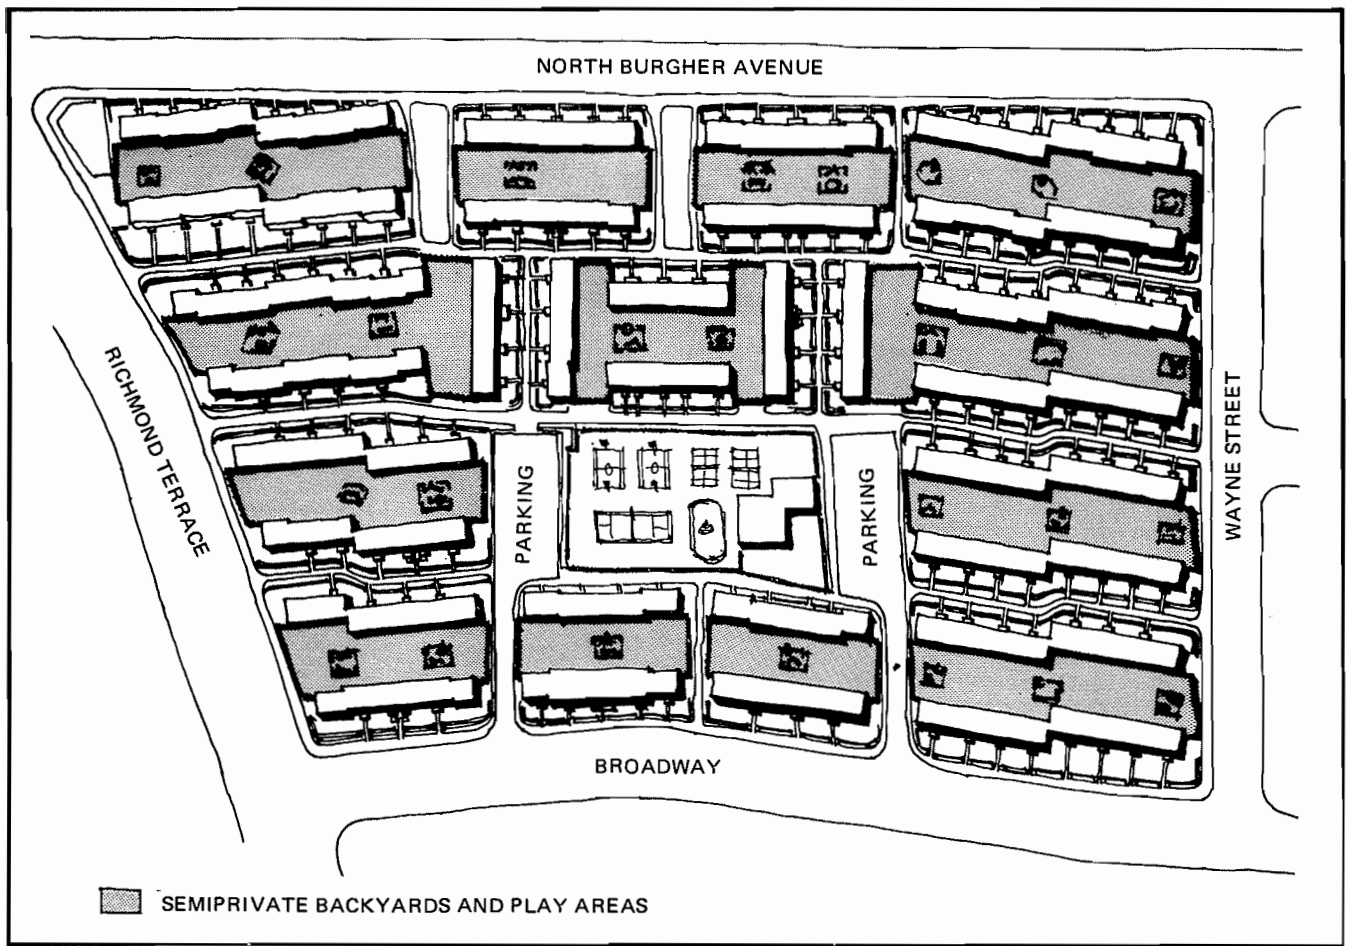 NORTH BURGHER AVENUE
RICHMOND TERRACE
WAYNE STREET
PARKING
PARKING
BROADWAY
SEMIPRIVATE BACKYARDS AND PLAY AREAS